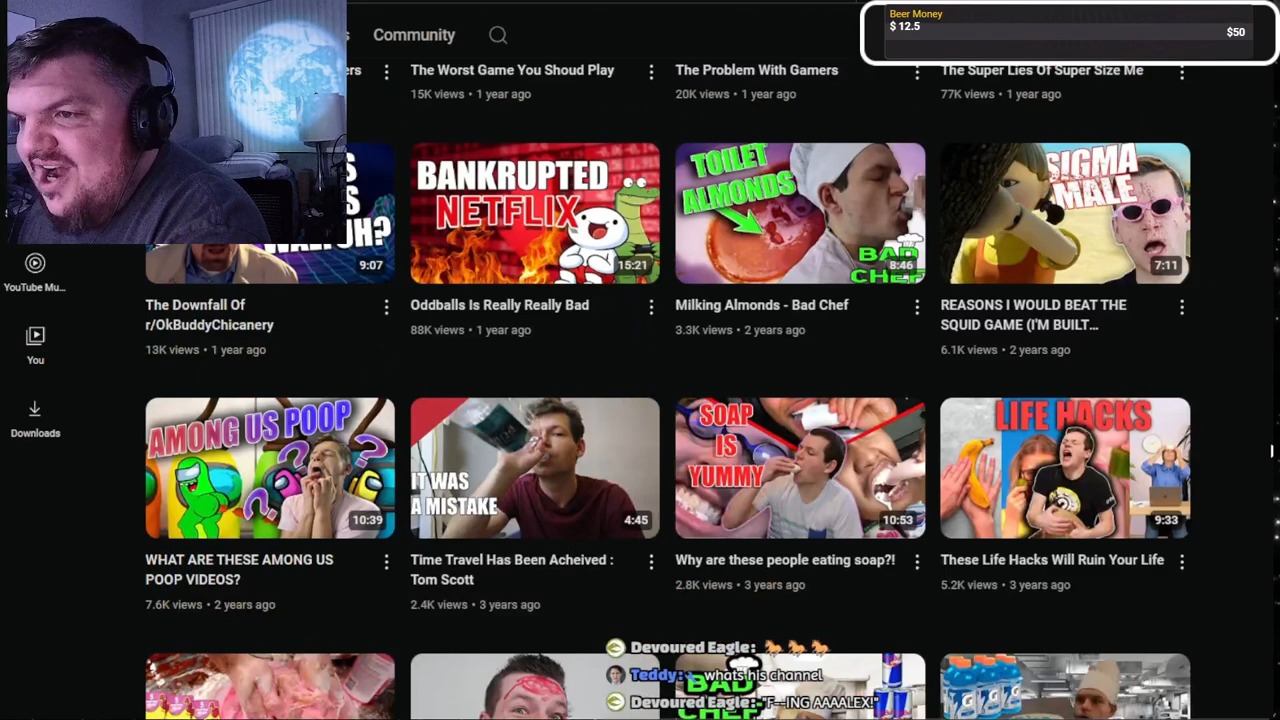 Community
Beer Money
$ 12.5
$50
The Worst Game You Shoud Play
The Problem With Gamers
The Super Lies Of Super Size Me
15K views • 1 year ago
20K views • 1 year ago
77K views • 1 year ago
BANKRUPTED
NETFLIX
15:21
TOILET
ALMONDS
BAD
CHEF
8:46
SIGMA
MALE
7:11
9:07
YouTube Mu...
The Downfall Of
r/OkBuddyChicanery
13K views • 1 year ago
Oddballs Is Really Really Bad
88K views • 1 year ago
Milking Almonds - Bad Chef
3.3K views • 2 years ago
REASONS I WOULD BEAT THE
SQUID GAME (I'M BUILT...
6.1K views • 2 years ago
You
Downloads
AMONG US POOP
10:39
IT WAS
A MISTAKE
4:45
SOAP
IS
YUMMY
10:53
LIFE HACKS
9:33
WHAT ARE THESE AMONG US
POOP VIDEOS?
7.6K views • 2 years ago
Time Travel Has Been Acheived :
Tom Scott
2.4K views • 3 years ago
Why are these people eating soap?!
2.8K views • 3 years ago
These Life Hacks Will Ruin Your Life
5.2K views • 3 years ago
Devoured Eagle:
Teddy: whats his channel
Devoured Eagle: "F--ING AAAALEX!"
BAD